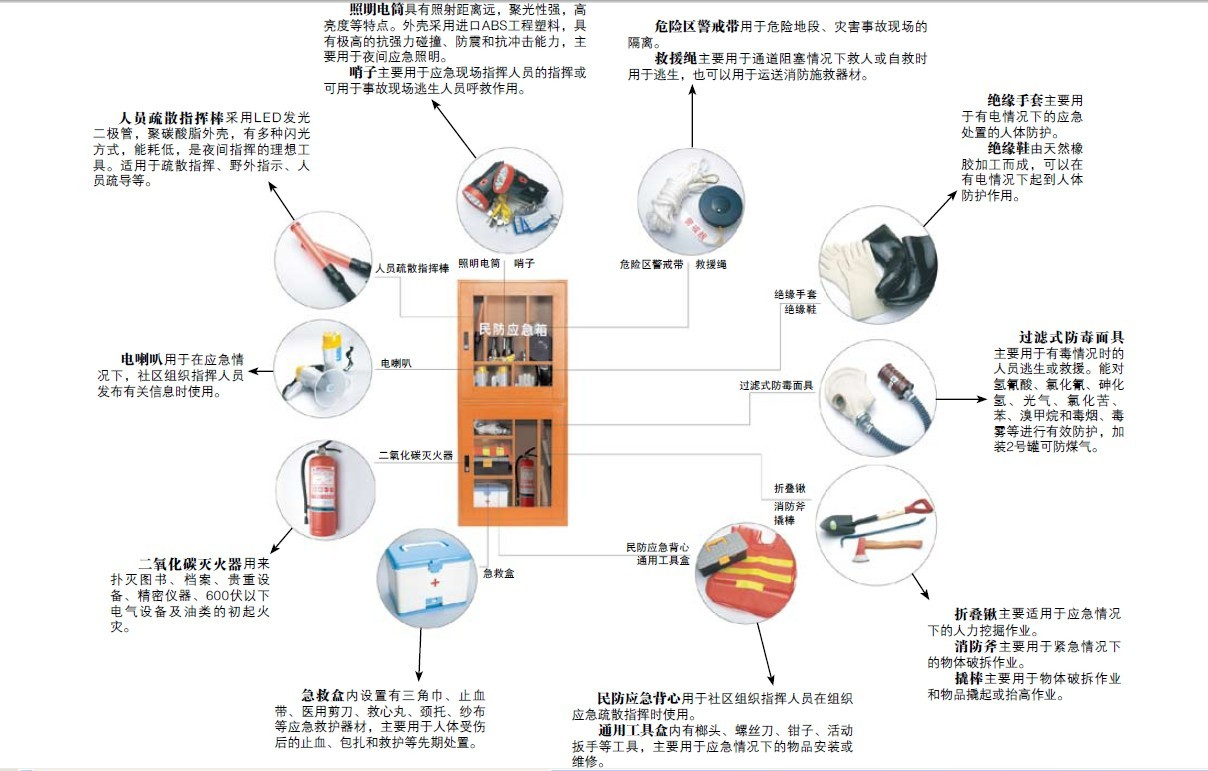 照明电筒具有照射距离远，聚光性强，高
亮度等特点。外壳采用进口ABS工程塑料，具
有极高的抗强力碰撞、防震和抗冲击能力，主
要用于夜间应急照明。
哨子主要用于应急现场指挥人员的指挥或
可用于事故现场逃生人员呼救作用。
危险区警戒带用于危险地段、灾害事故现场的
隔离。
救援绳主要用于通道阻塞情况下救人或自救时
用于逃生，也可以用于运送消防施救器材。
人员疏散指挥棒采用LED发光
二极管，聚碳酸脂外壳，有多种闪光
方式，能耗低，是夜间指挥的理想工
具。适用于疏散指挥、野外指示、人
员疏导等。
绝缘手套主要用
于有电情况下的应急
处置的人体防护。
绝缘鞋由天然橡
胶加工而成，可以在
有电情况下起到人体
防护作用。
人员疏散指挥棒
照明电筒 哨子
危险区警戒带 救援绳
绝缘手套
绝缘鞋
民防应急箱
电喇叭用于在应急情
况下，社区组织指挥人员
发布有关信息时使用。
电喇叭
过滤式防毒面具
过滤式防毒面具
主要用于有毒情况时的
人员逃生或救援。能对
氢氰酸、氯化氰、砷化
氢、光气、氯化苦、
苯、溴甲烷和毒烟、毒
雾等进行有效防护，加
装2号罐可防煤气。
二氧化碳灭火器
折叠锹
消防斧
撬棒
二氧化碳灭火器用来
扑灭图书、档案、贵重设
备、精密仪器、600伏以下
电气设备及油类的初起火
灾。
急救盒
民防应急背心
通用工具盒
折叠锹主要适用于应急情况
下的人力挖掘作业。
消防斧主要用于紧急情况下
的物体破拆作业。
撬棒主要用于物体破拆作业
和物品撬起或抬高作业。
急救盒内设置有三角巾、止血
带、医用剪刀、救心丸、颈托、纱布
等应急救护器材，主要用于人体受伤
后的止血、包扎和救护等先期处置。
民防应急背心用于社区组织指挥人员在组织
应急疏散指挥时使用。
通用工具盒内有榔头、螺丝刀、钳子、活动
扳手等工具，主要用于应急情况下的物品安装或
维修。